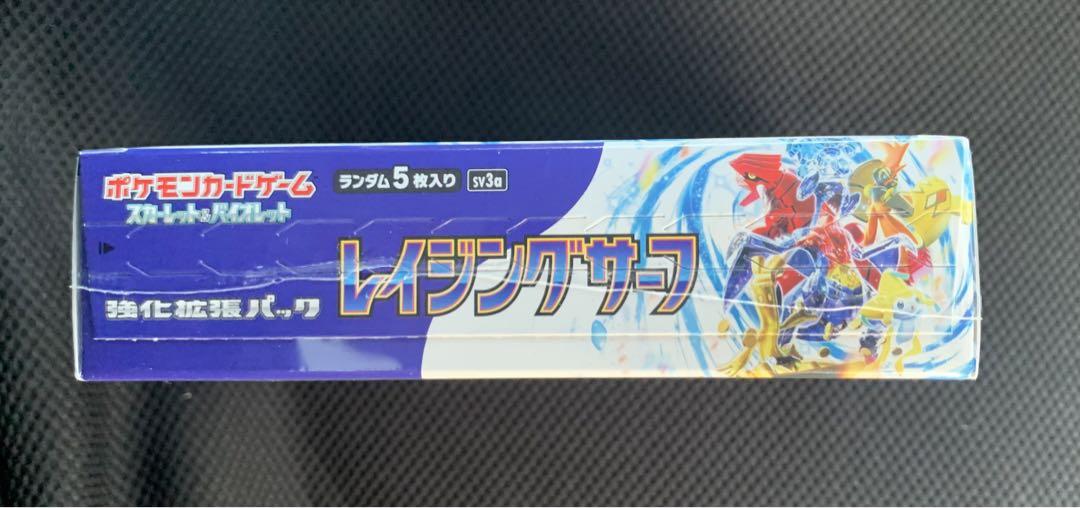 ポケモンカードゲーム
スカーレット&バイオレット
ランダム5枚入り
SV3a
レイジングサーフ
強化拡張パック